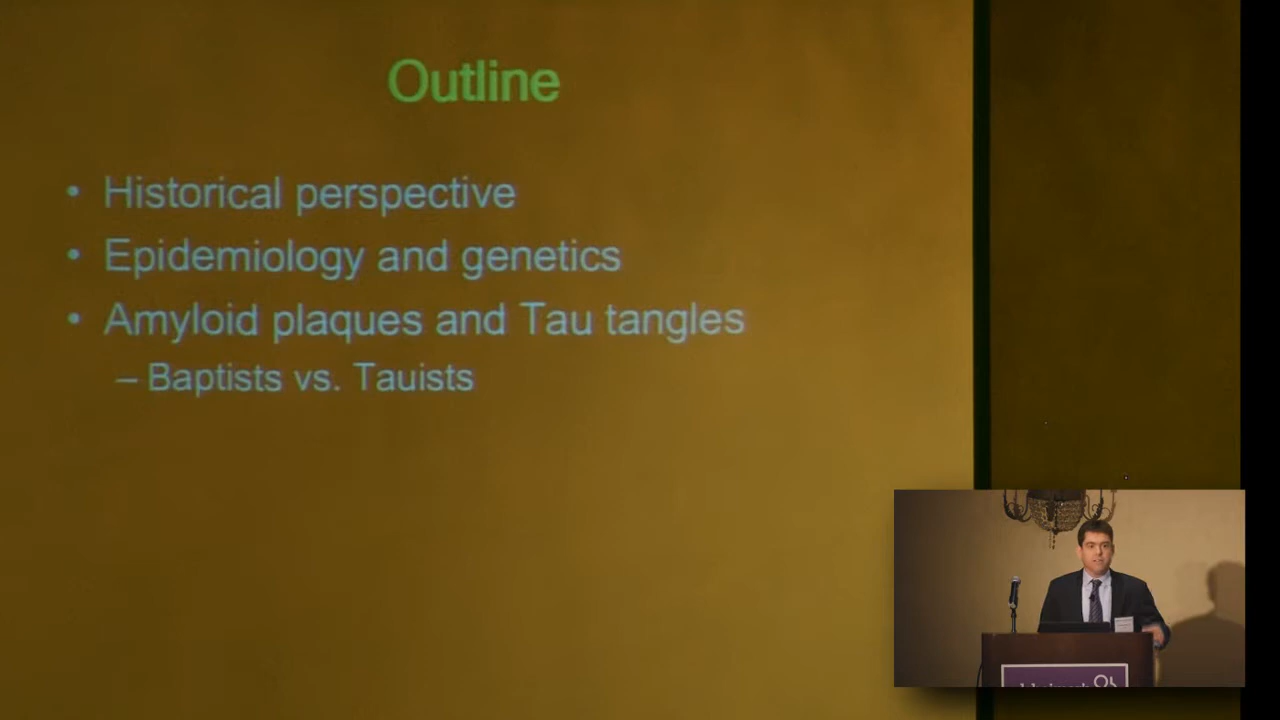 Outline
• Historical perspective
• Epidemiology and genetics
• Amyloid plaques and Tau tangles
– Baptists vs. Tauists